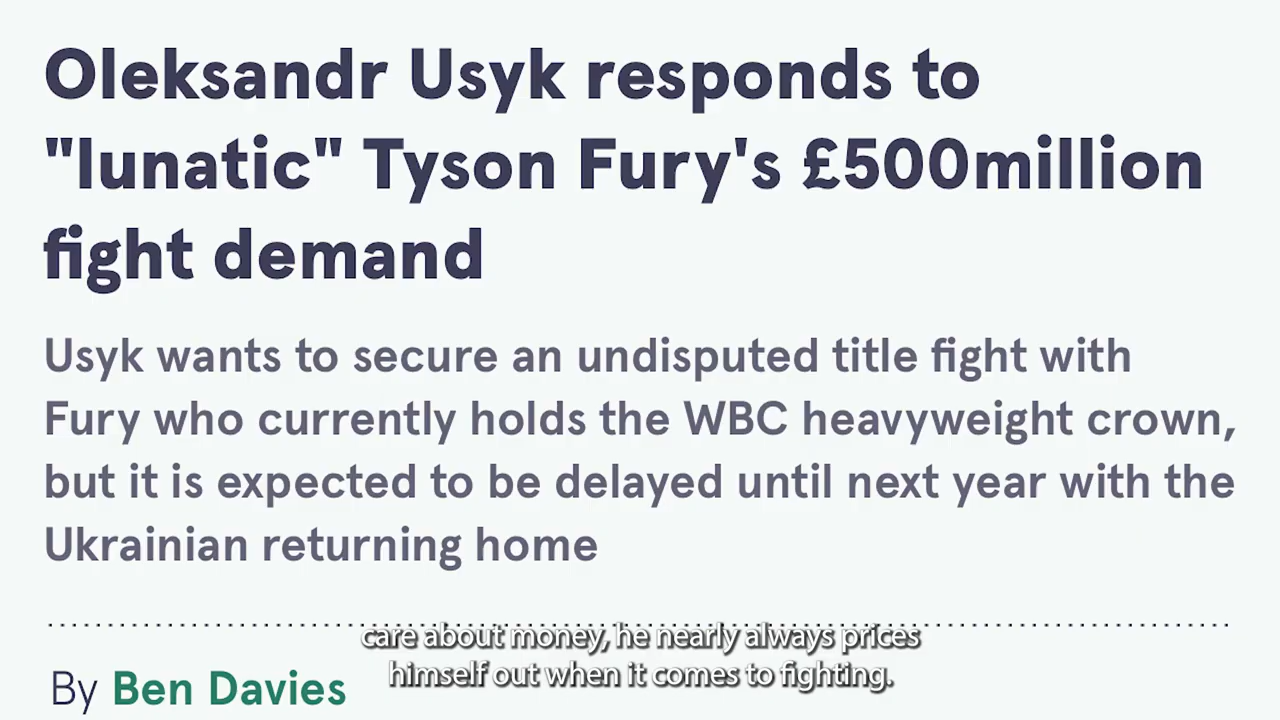 Oleksandr Usyk responds to
"lunatic" Tyson Fury's £500million
fight demand
Usyk wants to secure an undisputed title fight with
Fury who currently holds the WBC heavyweight crown,
but it is expected to be delayed until next year with the
Ukrainian returning home
care about money, he nearly always prices
himself out when it comes to fighting.
By Ben Davies